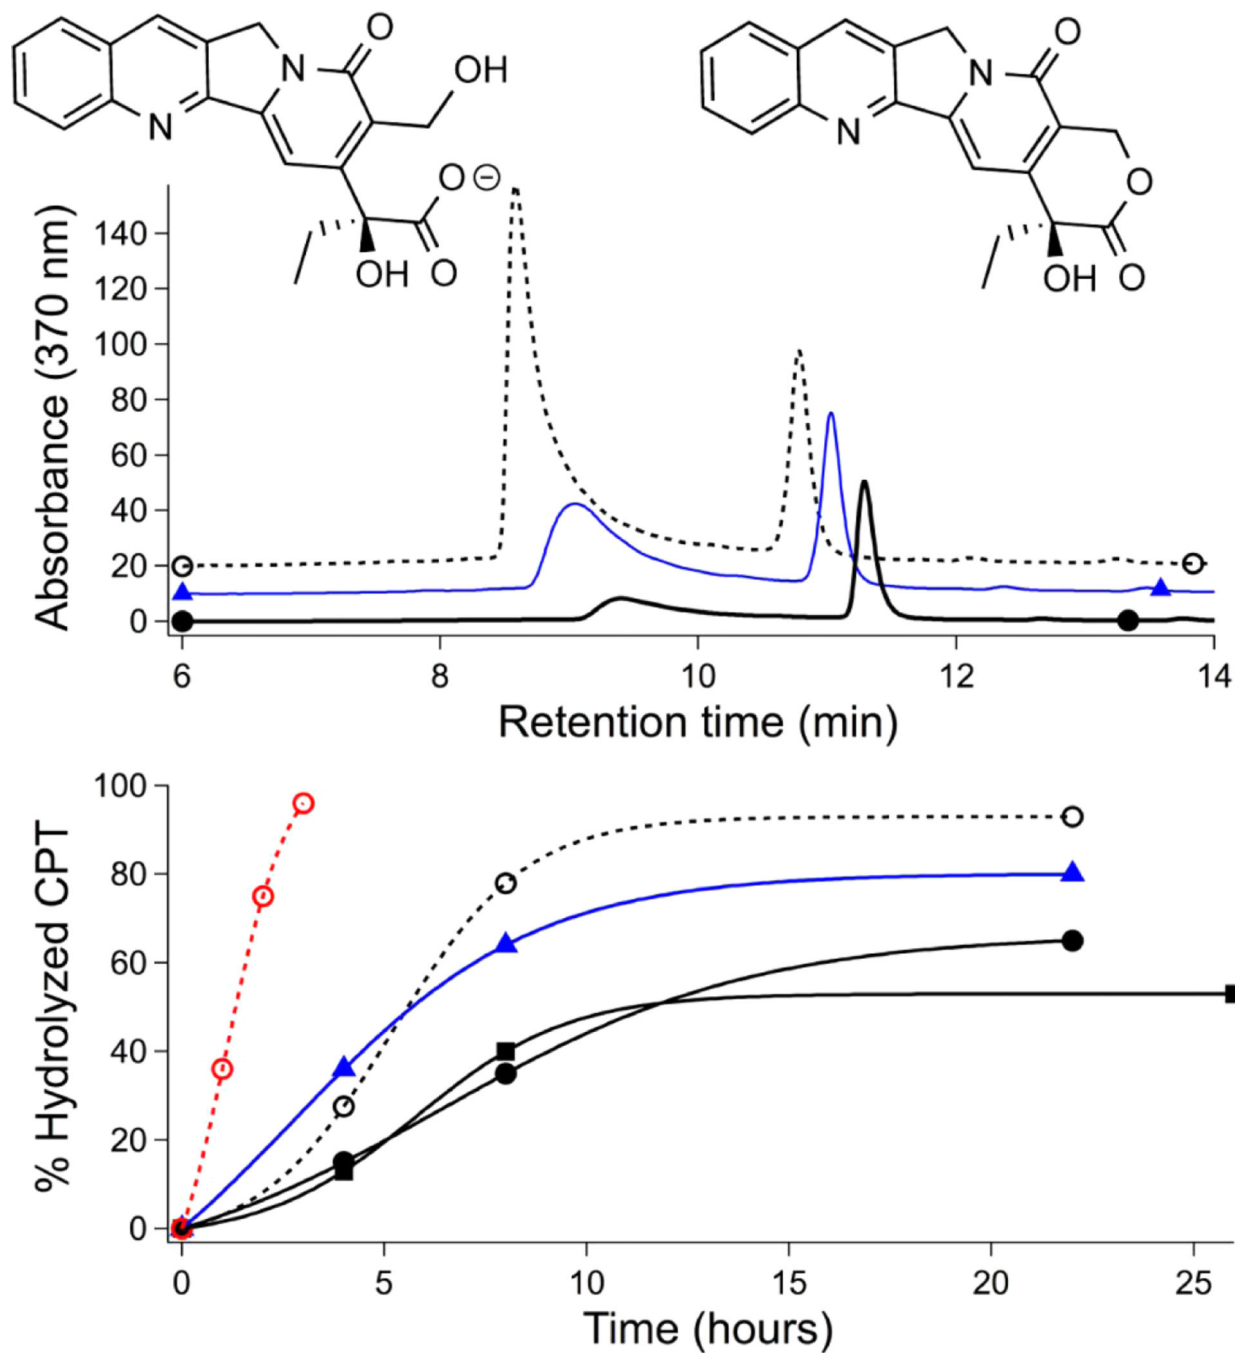 O
O
N
OH
N
O
N
N
O ⊖
O
OH
O
OH
O
Absorbance (370 nm)
140
120
100
80
60
40
20
0
6
8
10
12
14
Retention time (min)
% Hydrolyzed CPT
100
80
60
40
20
0
0
5
10
15
20
25
Time (hours)